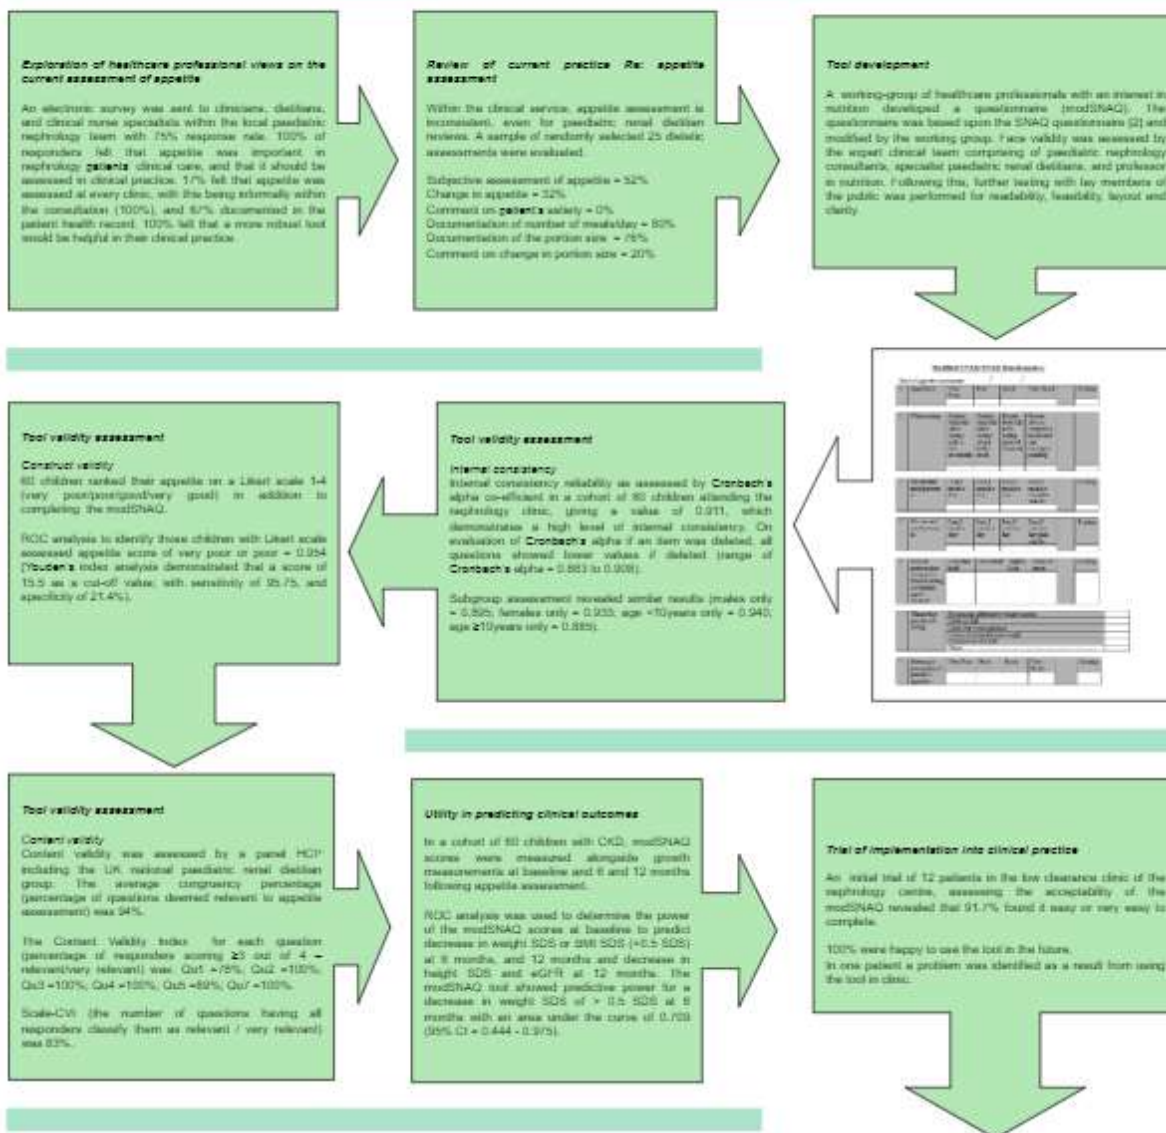 Exploration of healthcare professional views on the
current assessment of appetite
An electronic survey was sent to clinicians, dietitians,
and clinical nurse specialists within the local paediatric
nephrology team with 75% response rate. 100% of
responders felt that appetite was important in
nephrology patients clinical care, and that it should be
assessed in clinical practice. 17% felt that appetite was
assessed at every clinic, with this being informally within
the consultation (100%), and 67% documented in the
patient health record. 100% felt that a more robust tool
would be helpful in their clinical practice.
Review of current practice Re: appetite
assessment
Within the clinical service, appetite assessment is
inconsistent, even for paediatric renal dietitian
reviews. A sample of randomly selected 25 dietetic
assessments were evaluated.
Subjective assessment of appetite = 52%
Change in appetite = 32%
Comment on patient's satiety = 0%
Documentation of number of meals/day = 80%
Documentation of the portion size = 76%
Comment on change in portion size = 20%
Tool development
A working-group of healthcare professionals with an interest in
nutrition developed a questionnaire (modSNAQ). The
questionnaire was based upon the SNAQ questionnaire [2] and
modified by the working group. Face validity was assessed by
the expert clinical team comprising of paediatric nephrology
consultants, specialist paediatric renal dietitians, and professor
in nutrition. Following this, further testing with lay members of
the public was performed for readability, feasibility, layout and
clarity.
Tool validity assessment
Construct validity
60 children ranked their appetite on a Likert scale 1-4
(very poor/poor/good/very good) in addition to
completing the modSNAQ.
ROC analysis to identify those children with Likert scale
assessed appetite score of very poor or poor = 0.954
[Youden's index analysis demonstrated that a score of
15.5 as a cut-off value, with sensitivity of 95.75, and
specificity of 21.4%).
Tool validity assessment
Internal consistency
Internal consistency reliability as assessed by Cronbach's
alpha co-efficient in a cohort of 60 children attending the
nephrology clinic, giving a value of 0.911, which
demonstrates a high level of internal consistency. On
evaluation of Cronbach's alpha if an item was deleted, all
questions showed lower values if deleted (range of
Cronbach's alpha = 0.883 to 0.908).
Subgroup assessment revealed similar results (males only
= 0.895, females only = 0.933, age <10years only = 0.940,
age ≥10years only = 0.885).
Tool validity assessment
Content validity
Content validity was assessed by a panel HCP
including the UK national paediatric renal dietitian
group. The average congruency percentage
(percentage of questions deemed relevant to appetite
assessment) was 94%.
The Content Validity Index for each question
(percentage of responders scoring ≥3 out of 4 =
relevant/very relevant) was: Qu1 =78%, Qu2 =100%,
Qu3 =100%, Qu4 =100%, Qu5 =89%, Qu7 =100%.
Scale-CVI (the number of questions having all
responders classify them as relevant / very relevant)
was 83%.
Utility in predicting clinical outcomes
In a cohort of 60 children with CKD, modSNAQ
scores were measured alongside growth
measurements at baseline and 6 and 12 months
following appetite assessment.
ROC analysis was used to determine the power
of the modSNAQ scores at baseline to predict
decrease in weight SDS or BMI SDS (>0.5 SDS)
at 6 months, and 12 months and decrease in
height SDS and eGFR at 12 months. The
modSNAQ tool showed predictive power for a
decrease in weight SDS of > 0.5 SDS at 6
months with an area under the curve of 0.709
(95% CI = 0.444 - 0.975).
Trial of implementation into clinical practice
An initial trial of 12 patients in the low clearance clinic of the
nephrology centre, assessing the acceptability of the
modSNAQ revealed that 91.7% found it easy or very easy to
complete.
100% were happy to use the tool in the future.
In one patient a problem was identified as a result from using
the tool in clinic.